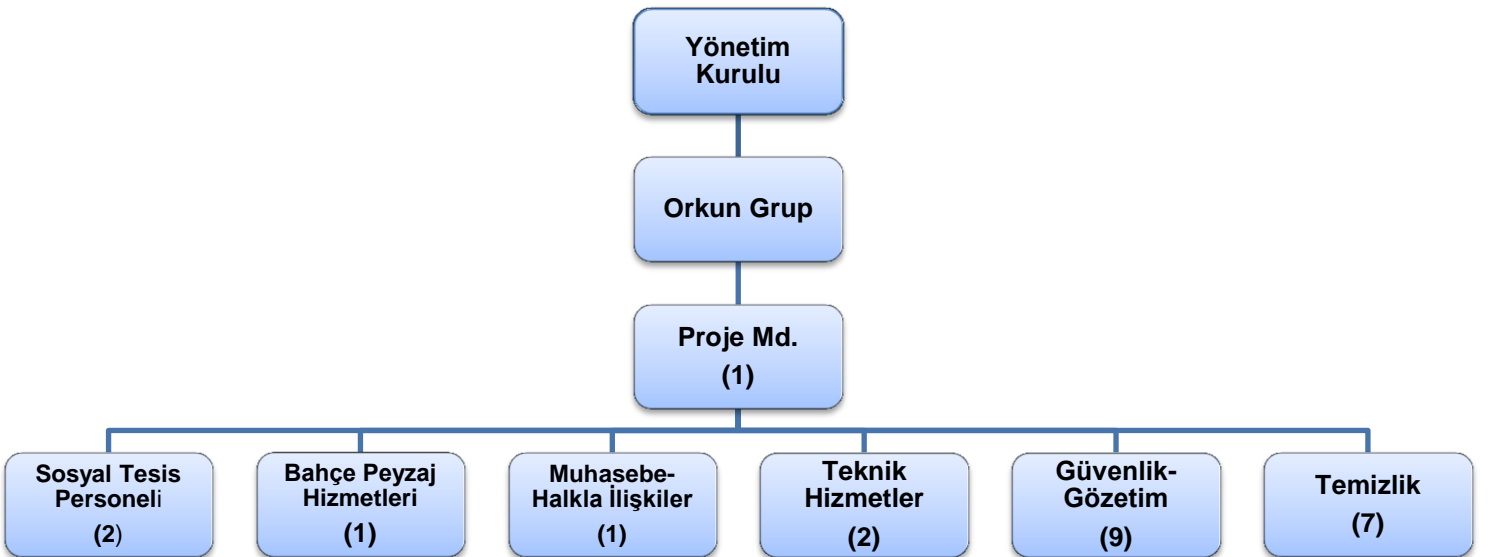 Yönetim
Kurulu
Orkun Grup
Proje Md.
(1)
Sosyal Tesis
Personeli
(2)
Bahçe Peyzaj
Hizmetleri
(1)
Muhasebe-
Halkla İlişkiler
(1)
Teknik
Hizmetler
(2)
Güvenlik-
Gözetim
(9)
Temizlik
(7)